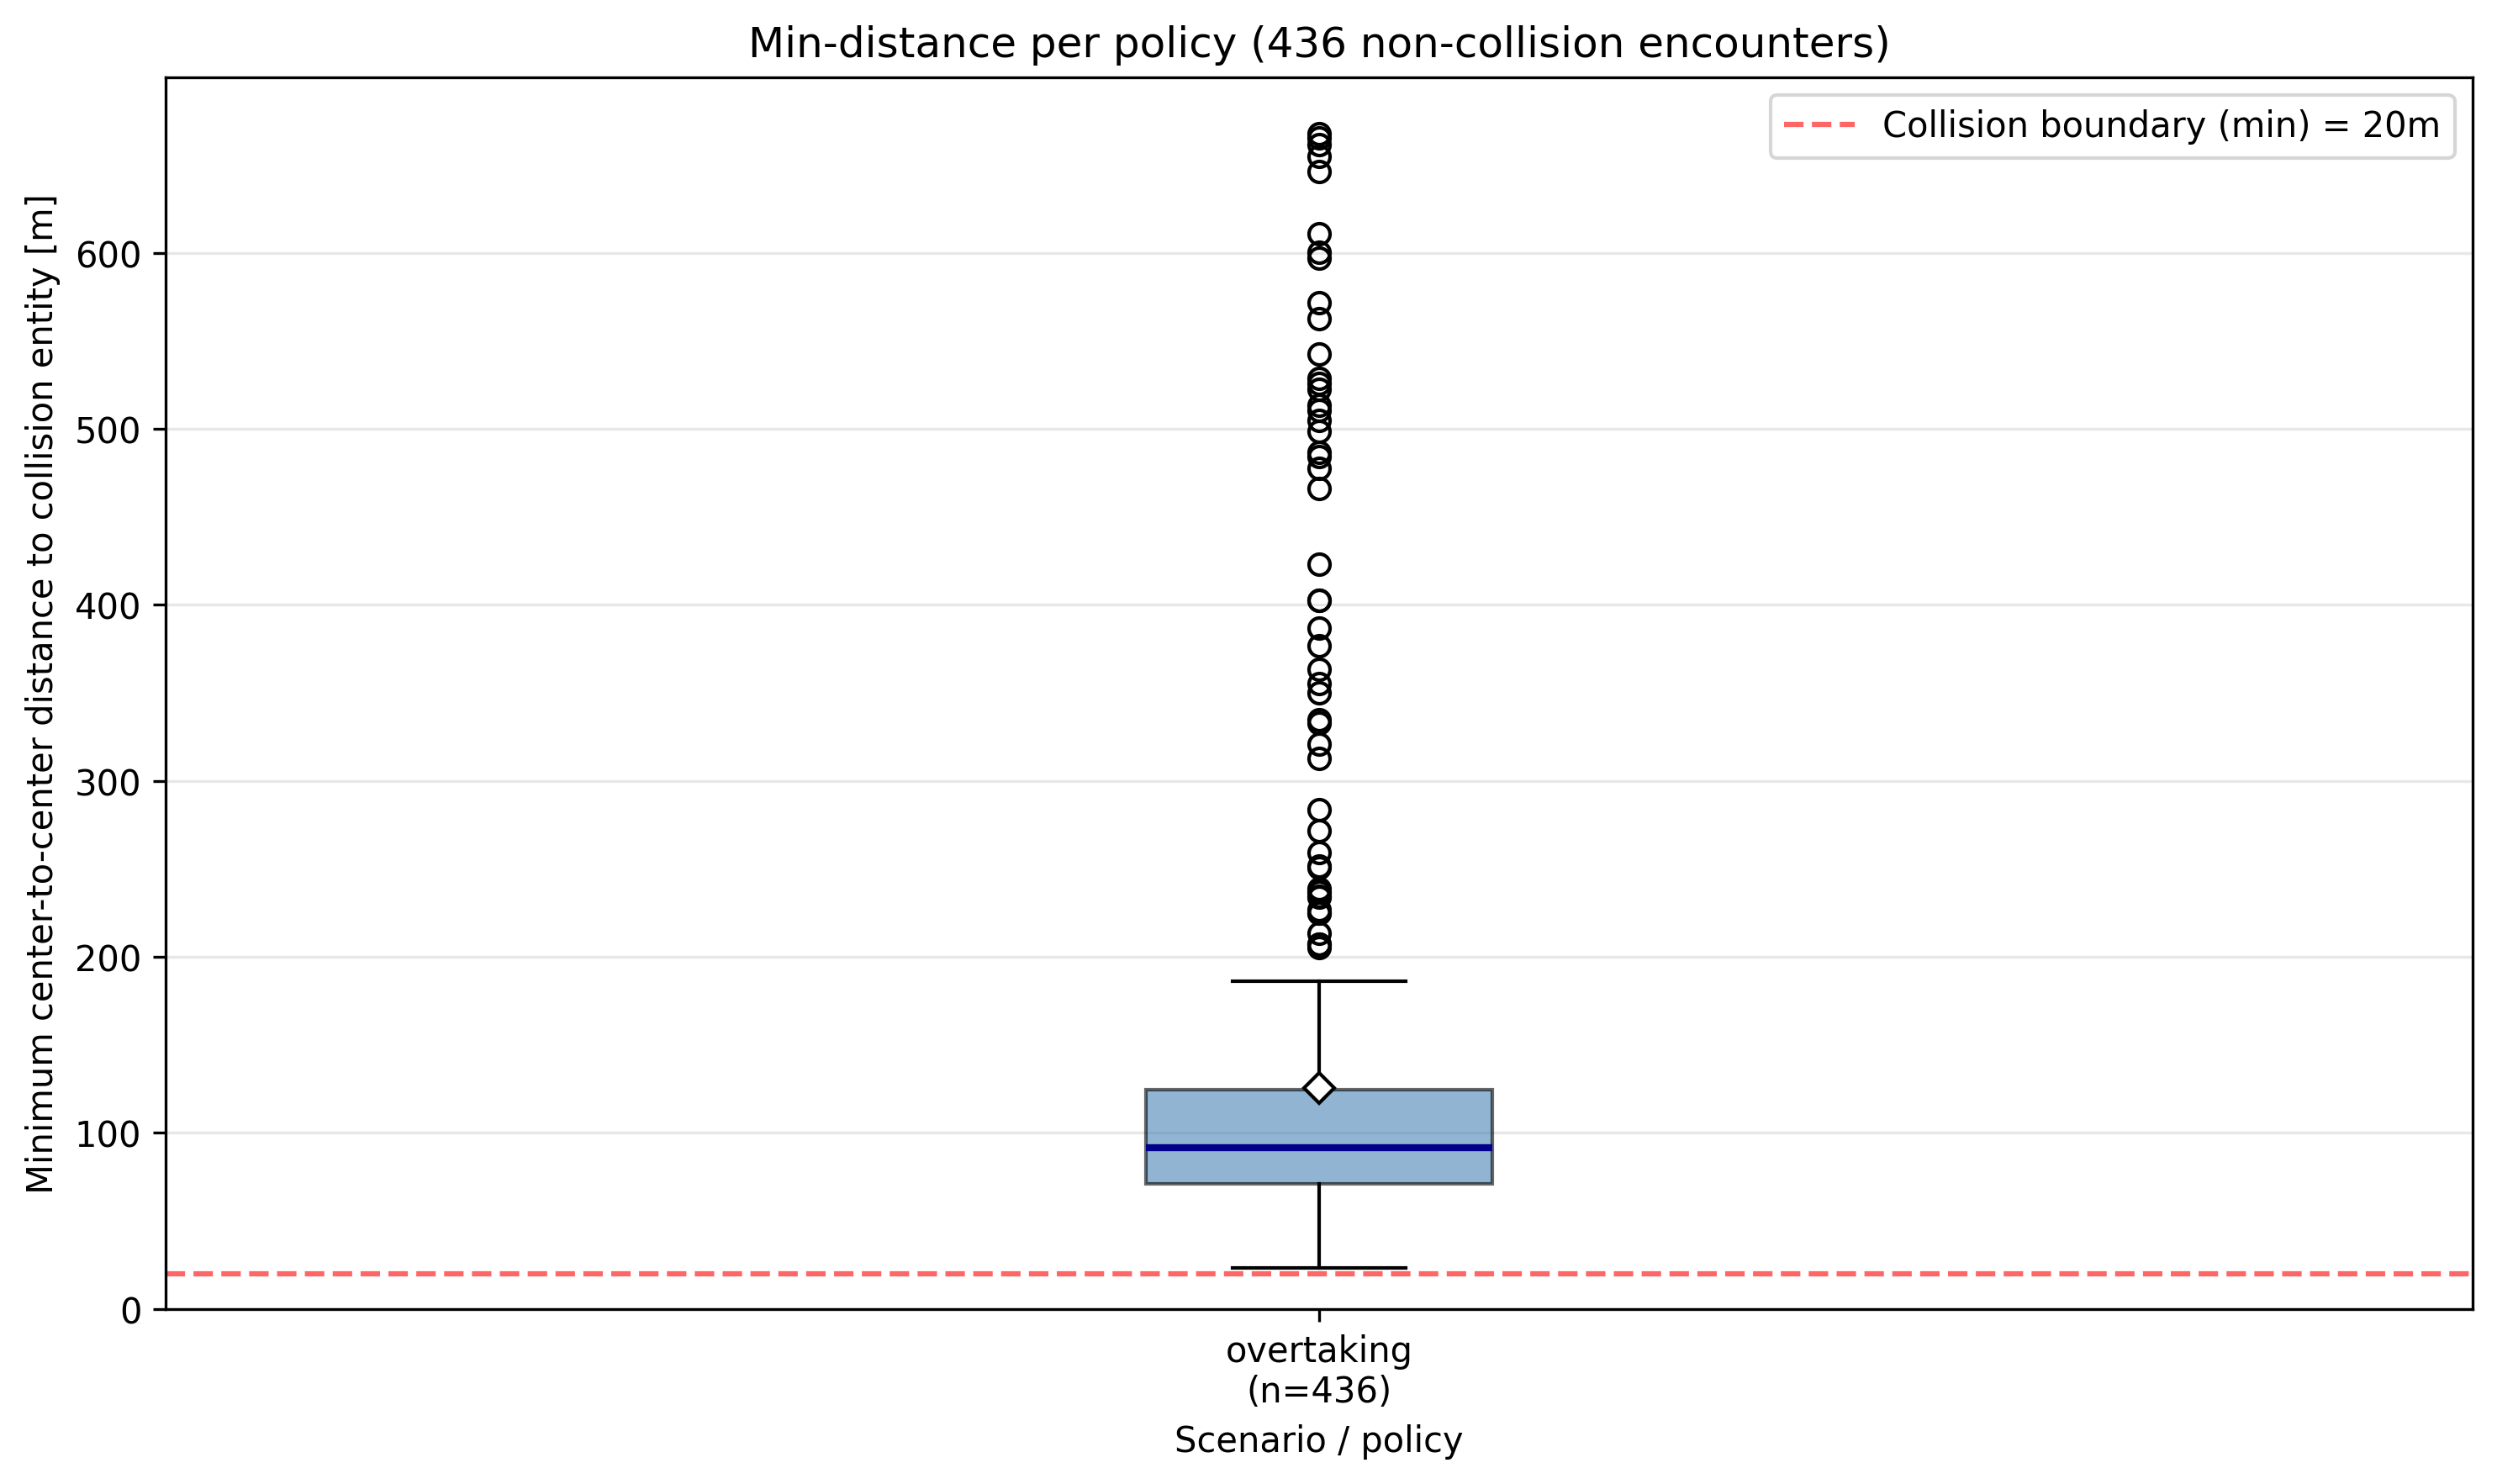 Min-distance per policy (436 non-collision encounters)
Collision boundary (min) = 20m
Minimum center-to-center distance to collision entity [m]
600
500
400
300
200
100
0
overtaking
(n=436)
Scenario / policy